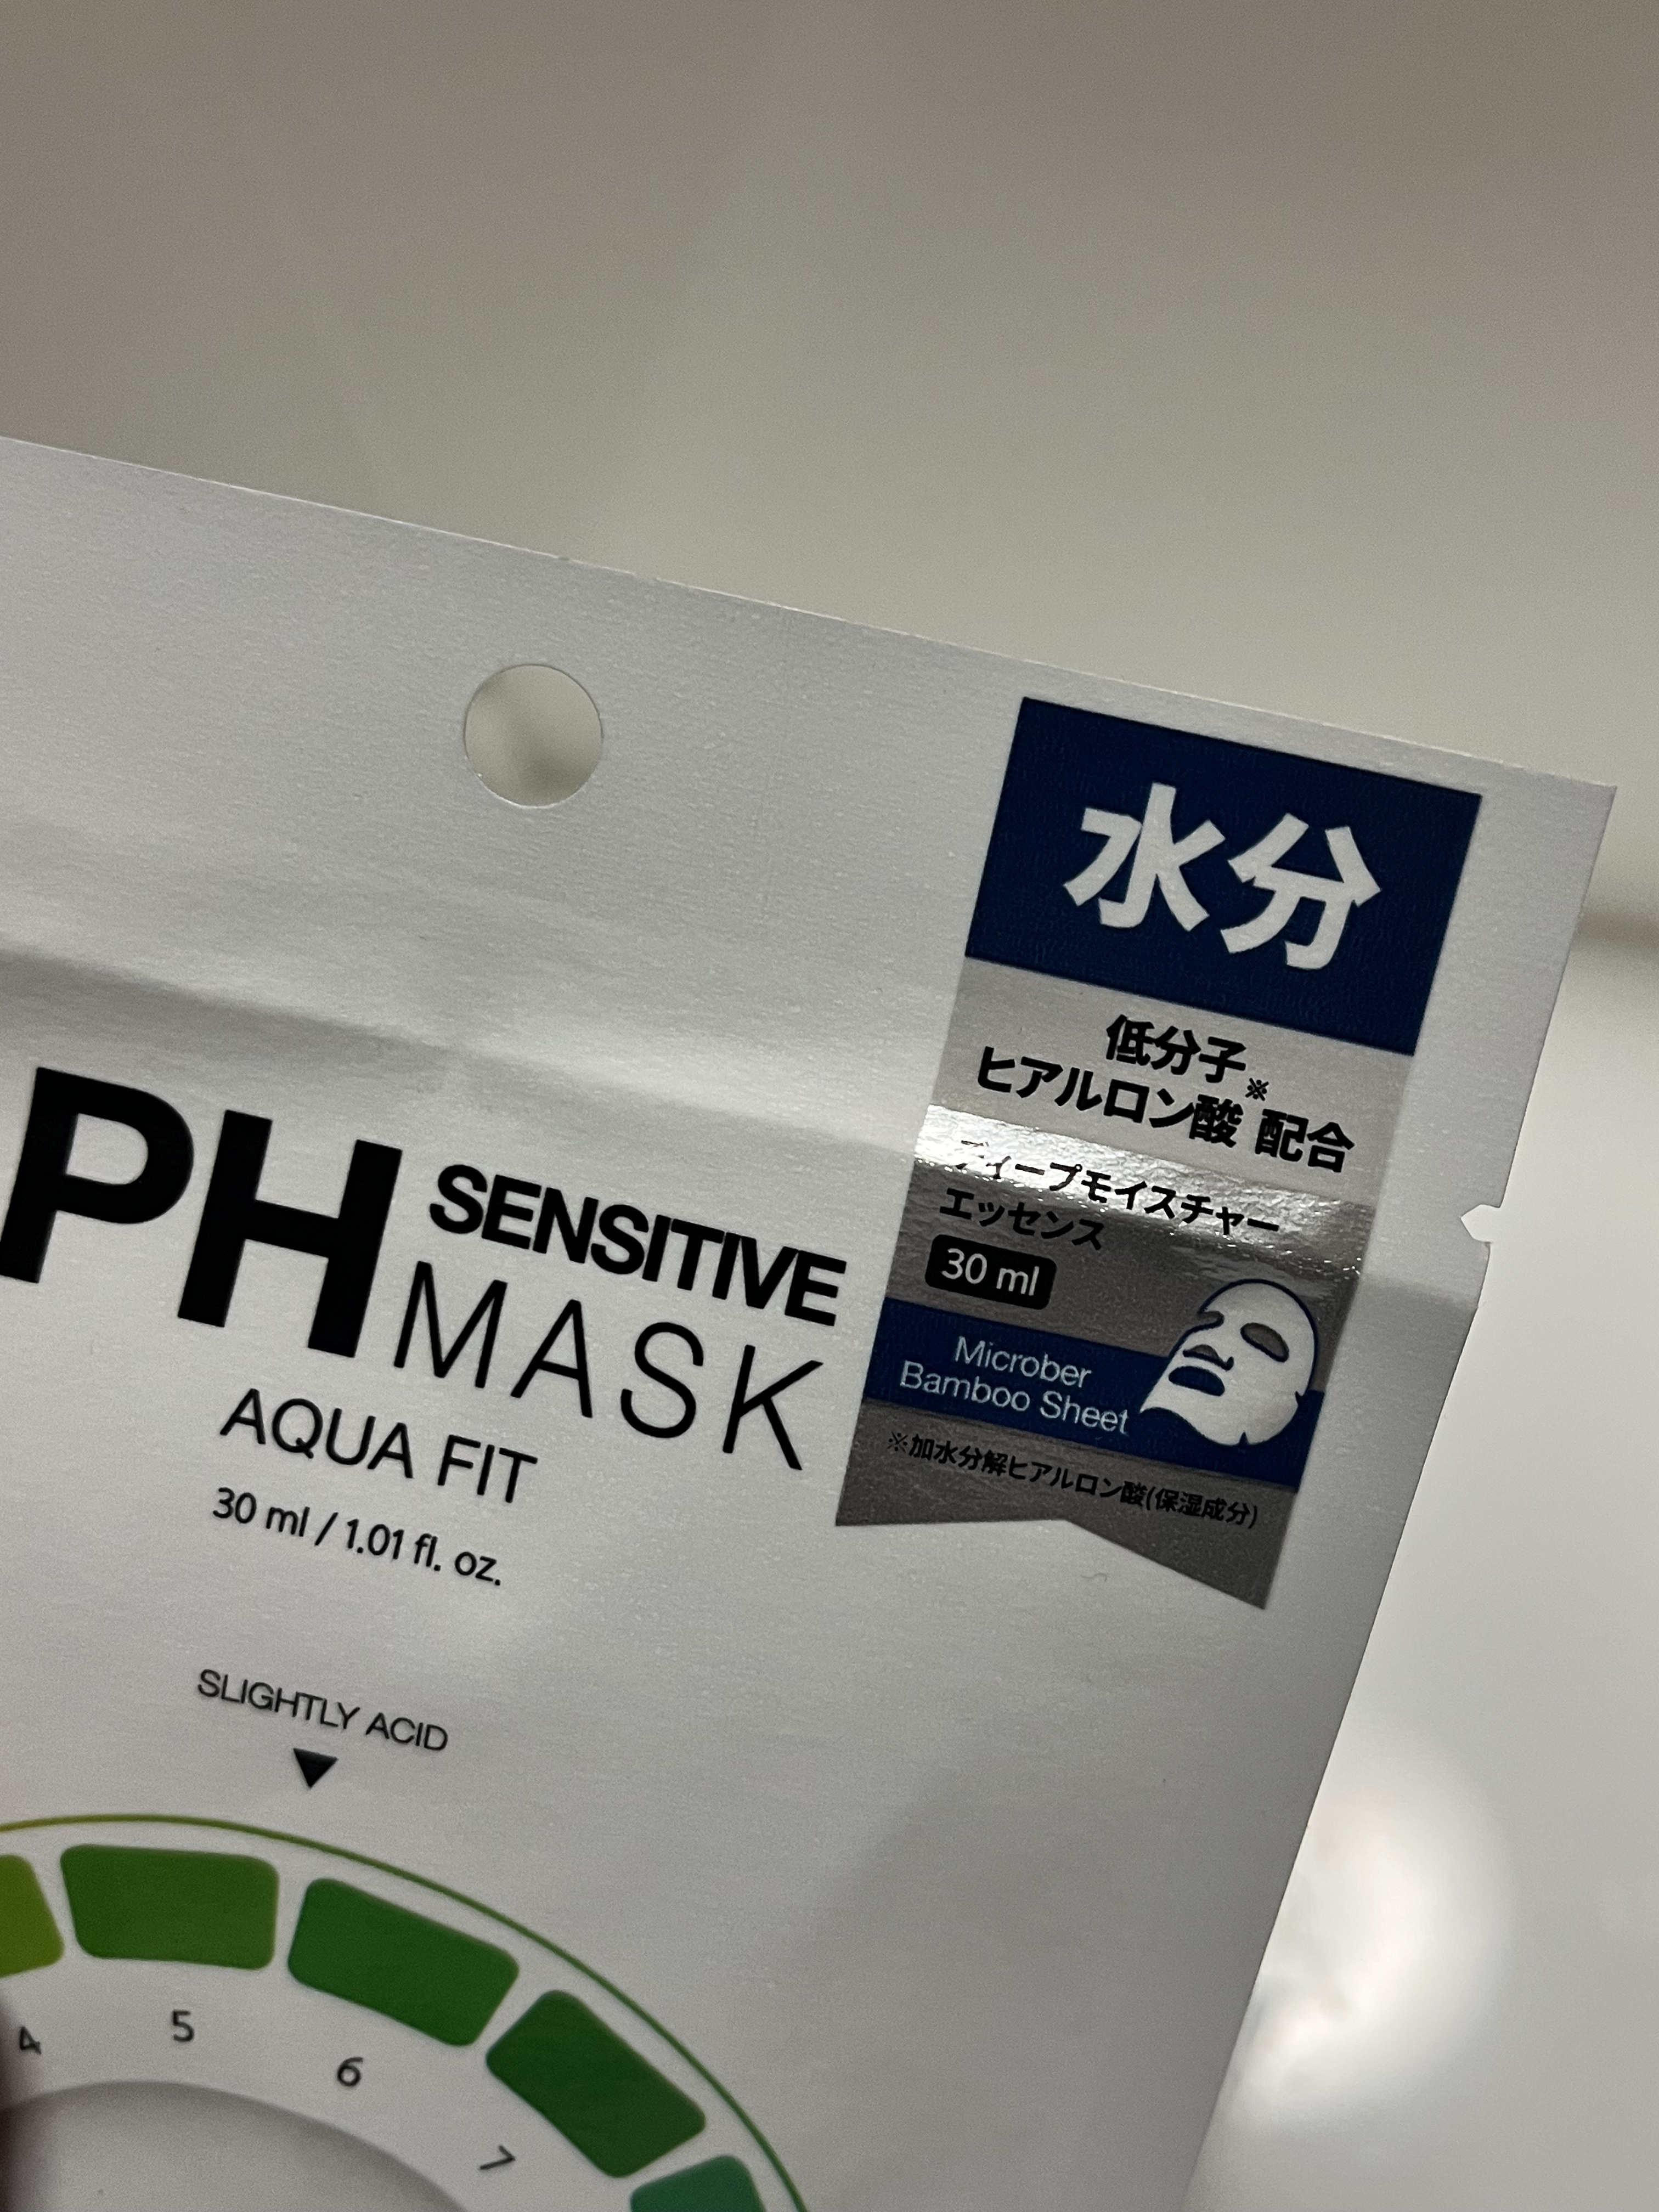 水分
低分子
ヒアルロン酸※ 配合
ディープモイスチャー
エッセンス
30 ml
Microber
Bamboo Sheet
※加水分解ヒアルロン酸(保湿成分)
PH
SENSITIVE
MASK
AQUA FIT
30 ml / 1.01 fl. oz.
SLIGHTLY ACID
4
5
6
7